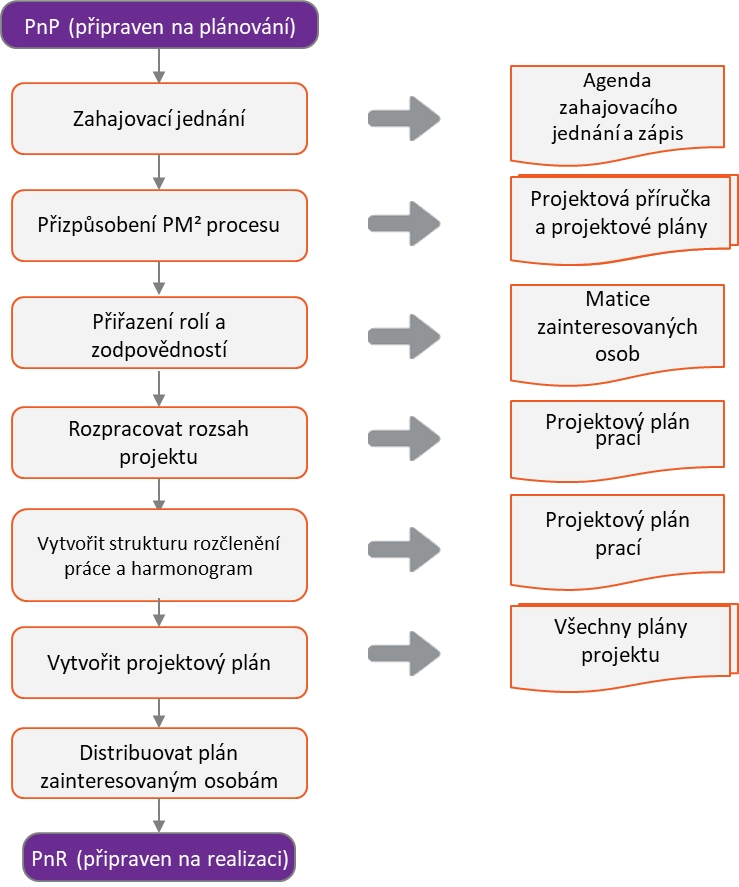 PnP (připraven na plánování)
Zahajovací jednání
Agenda
zahajovacího
jednání a zápis
Přizpůsobení PM² procesu
Projektová příručka
a projektové plány
Přiřazení rolí a
zodpovědností
Matice
zainteresovaných
osob
Rozpracovat rozsah
projektu
Projektový plán
prací
Vytvořit strukturu rozčlenění
práce a harmonogram
Projektový plán
prací
Vytvořit projektový plán
Všechny plány
projektu
Distribuovat plán
zainteresovaným osobám
PnR (připraven na realizaci)